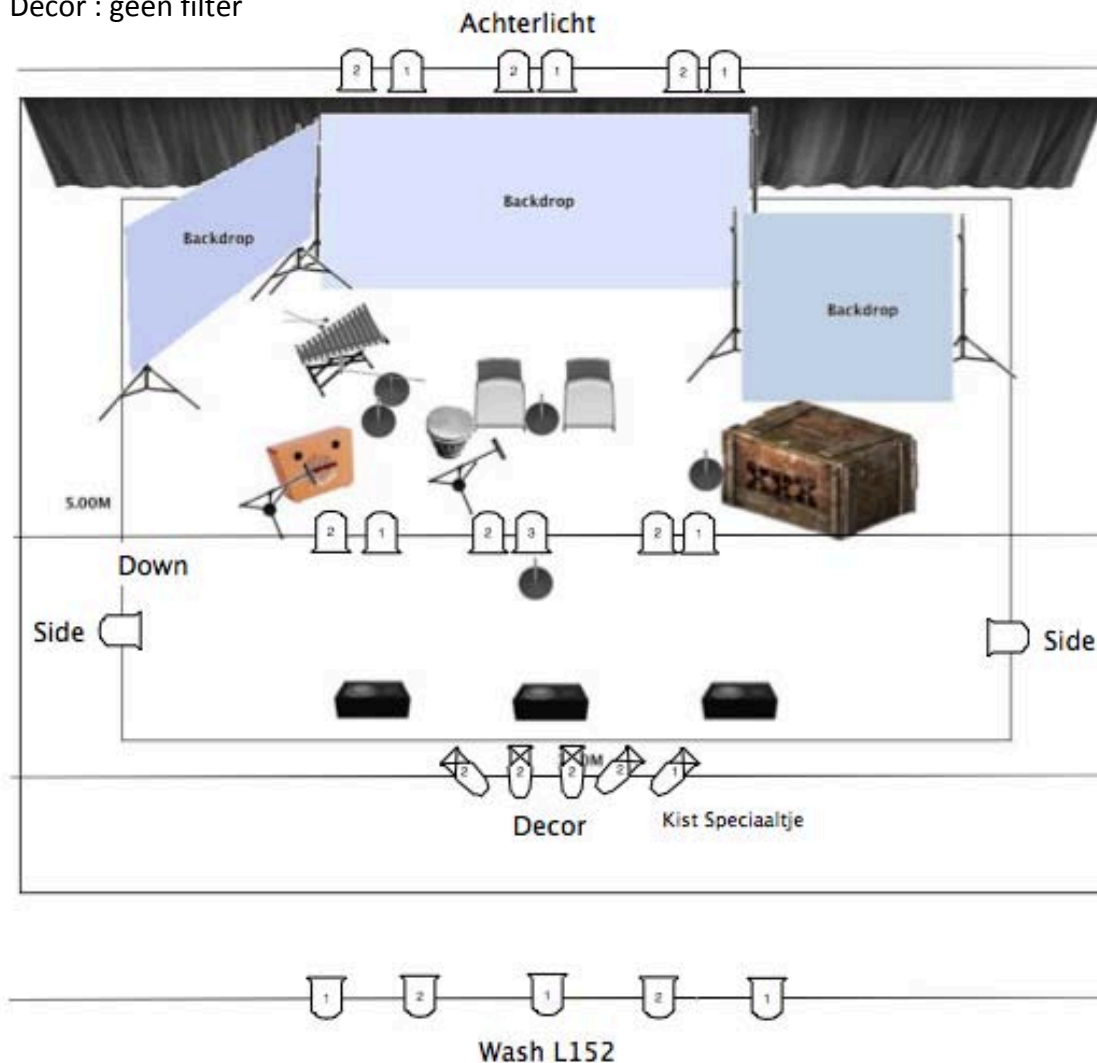 Decor : geen filter
Achterlicht
2 1 2 1 2 1
Backdrop
Backdrop
Backdrop
5.00M
2 1 2 3 2 1
Down
Side
Side
2 2 2 2 1
Decor
Kist Speciaaltje
1 2 1 2 1
Wash L152